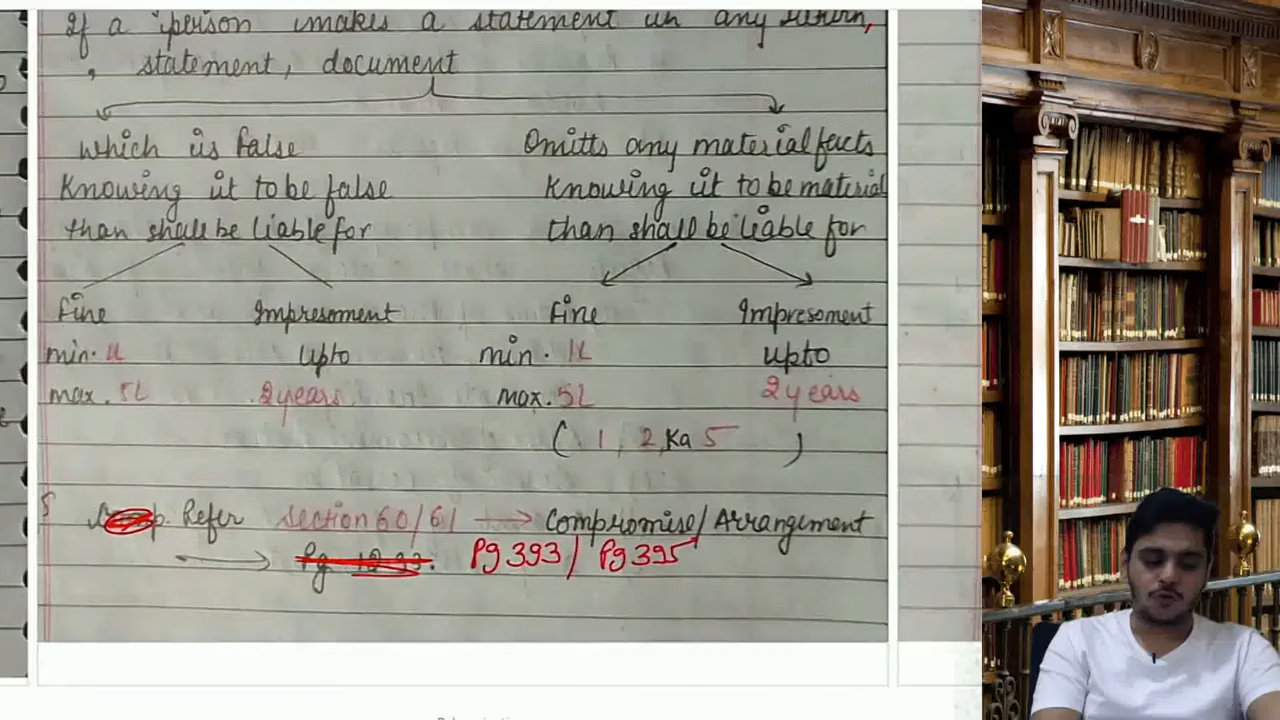 If a person makes a statement in any return,
, statement, document
which is false Omitts any material facts
Knowing it to be false Knowing it to be material
than shall be liable for than shall be liable for
Fine Impresoment Fine Impresoment
min. 1L upto min. 1L upto
max. 5L 2 years max. 5L 2 years
( 1, 2, Ka 5 )
Refer section 60/61 → Compromise/Arrangement
Pg 393 / Pg 395